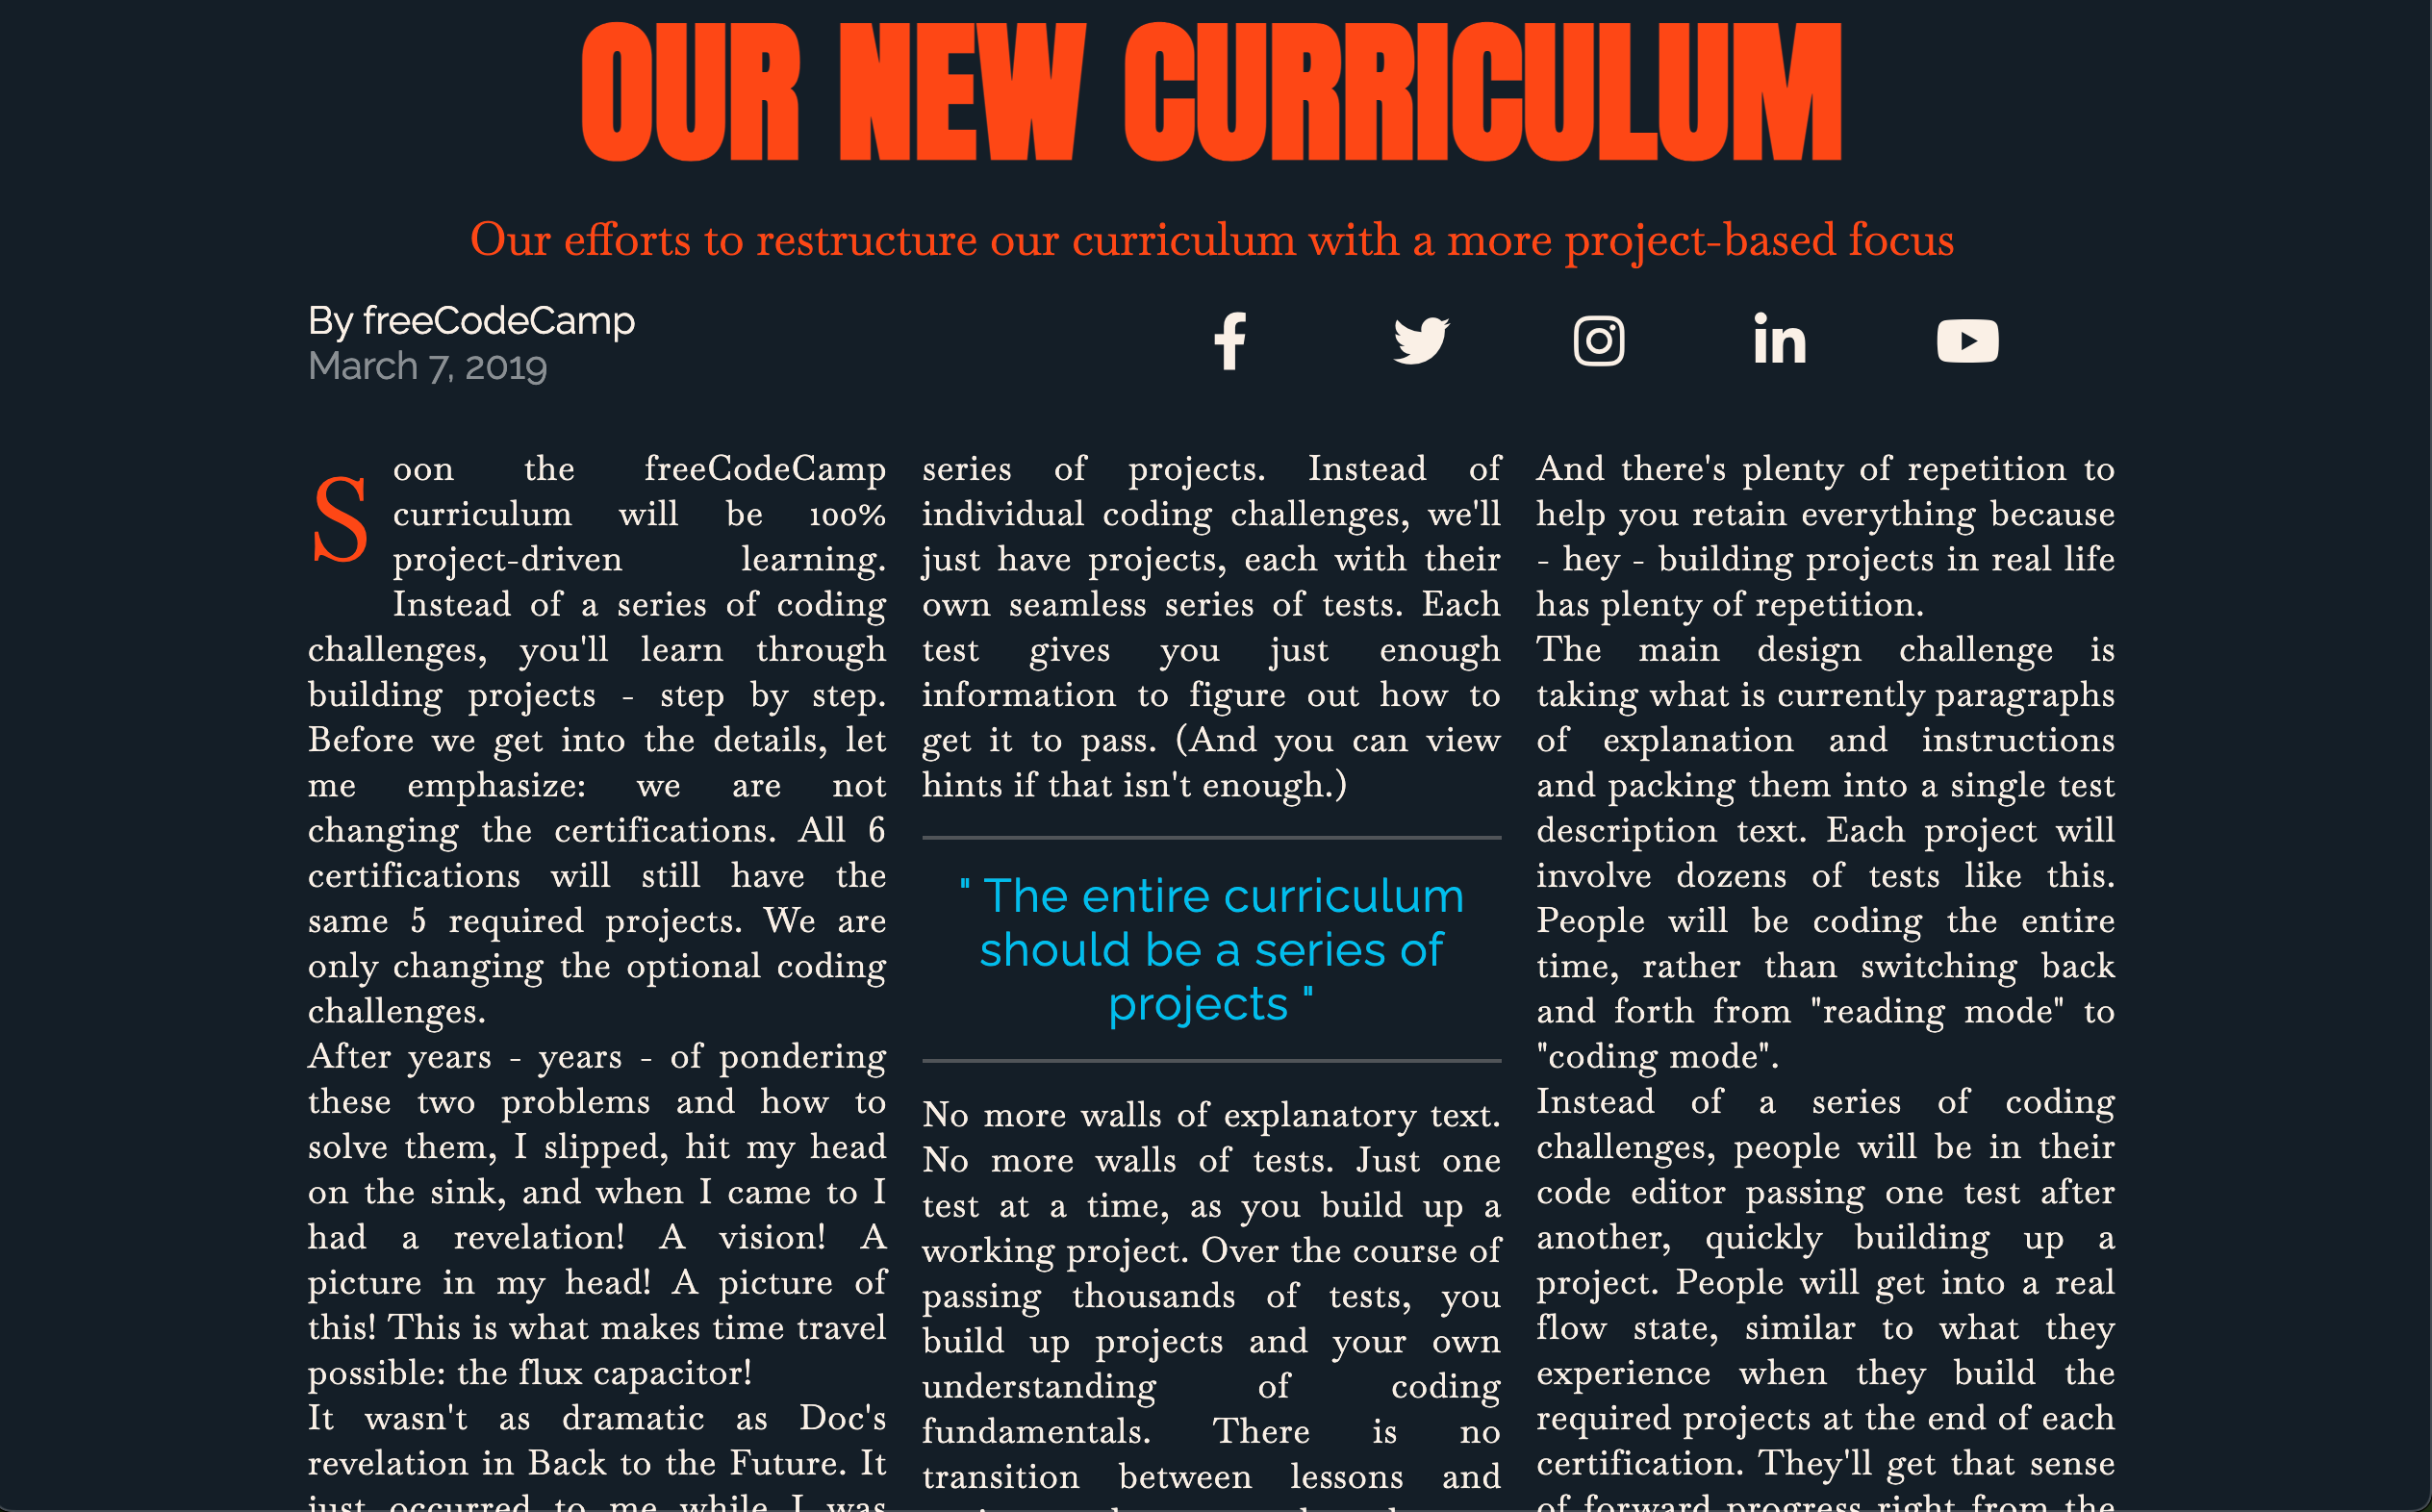 OUR NEW CURRICULUM
Our efforts to restructure our curriculum with a more project-based focus
By freeCodeCamp
March 7, 2019
Soon the freeCodeCamp
curriculum will be 100%
project-driven learning.
Instead of a series of coding
challenges, you'll learn through
building projects - step by step.
Before we get into the details, let
me emphasize: we are not
changing the certifications. All 6
certifications will still have the
same 5 required projects. We are
only changing the optional coding
challenges.
After years - years - of pondering
these two problems and how to
solve them, I slipped, hit my head
on the sink, and when I came to I
had a revelation! A vision! A
picture in my head! A picture of
this! This is what makes time travel
possible: the flux capacitor!
It wasn't as dramatic as Doc's
revelation in Back to the Future. It
just occurred to me while I was
series of projects. Instead of
individual coding challenges, we'll
just have projects, each with their
own seamless series of tests. Each
test gives you just enough
information to figure out how to
get it to pass. (And you can view
hints if that isn't enough.)
" The entire curriculum
should be a series of
projects "
No more walls of explanatory text.
No more walls of tests. Just one
test at a time, as you build up a
working project. Over the course of
passing thousands of tests, you
build up projects and your own
understanding of coding
fundamentals. There is no
transition between lessons and
And there's plenty of repetition to
help you retain everything because
- hey - building projects in real life
has plenty of repetition.
The main design challenge is
taking what is currently paragraphs
of explanation and instructions
and packing them into a single test
description text. Each project will
involve dozens of tests like this.
People will be coding the entire
time, rather than switching back
and forth from "reading mode" to
"coding mode".
Instead of a series of coding
challenges, people will be in their
code editor passing one test after
another, quickly building up a
project. People will get into a real
flow state, similar to what they
experience when they build the
required projects at the end of each
certification. They'll get that sense
of forward progress right from the